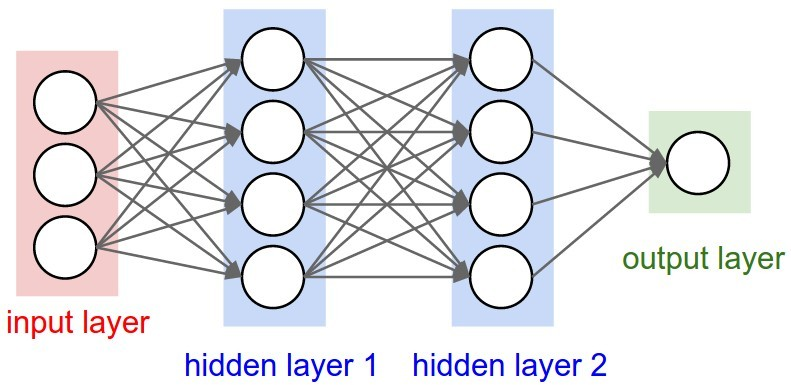 input layer
hidden layer 1
hidden layer 2
output layer